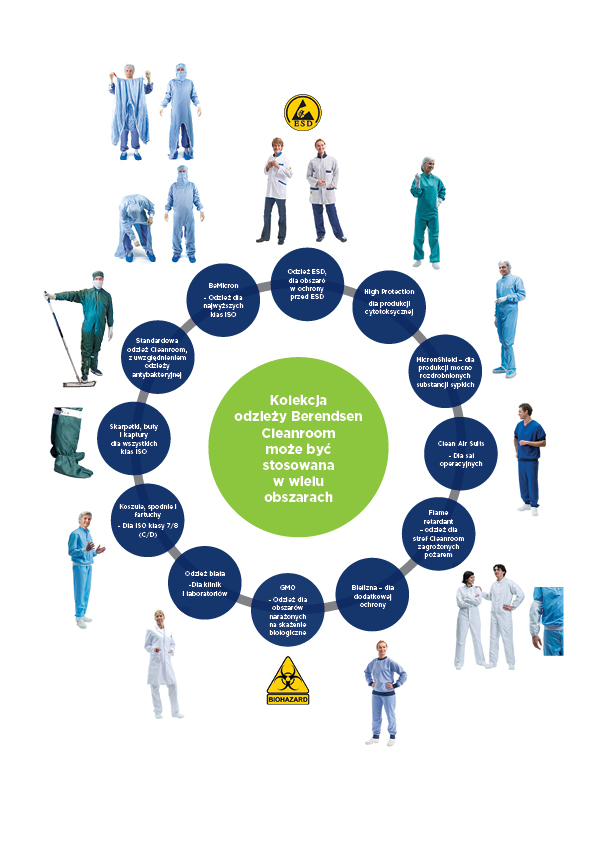 ESD
Odzież ESD,
dla obszaró
w ochrony
przed ESD
High Protection
dla produkcji
cytotoksycznej
MicronShield – dla
produkcji mocno
rozdrobnionych
substancji sypkich
Clean Air Suits
- Dla sal
operacyjnych
Flame
retardant
– odzież dla
stref Cleanroom
zagrożonych
pożarem
Bielizna – dla
dodatkowej
ochrony
GMO
- Odzież dla
obszarów
narażonych
na skażenie
biologiczne
BIOHAZARD
Odzież biała
-Dla klinik
i laboratoriów
Koszule, spodnie i
fartuchy
- Dla ISO klasy 7/8
(C/D)
Skarpetki, buty
i kaptury
dla wszystkich
klas ISO
Standardowa
odzież Cleanroom,
z uwzględnieniem
odzieży
antybakteryjnej
BeMicron
- Odzież dla
najwyższych
klas ISO
Kolekcja
odzieży Berendsen
Cleanroom
może być
stosowana
w wielu
obszarach